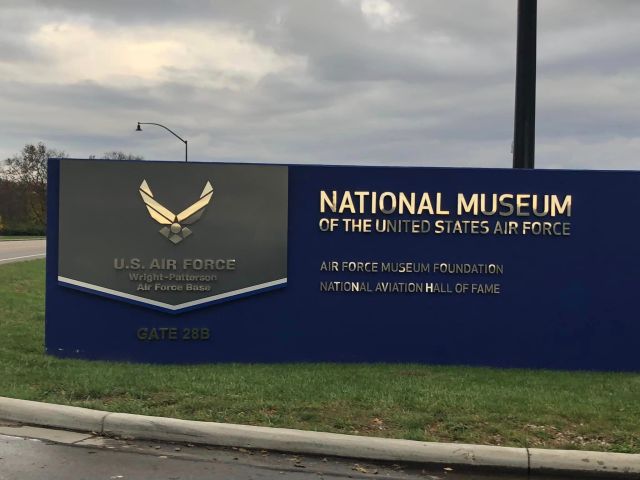 U.S. AIR FORCE
Wright-Patterson
Air Force Base
GATE 28B
NATIONAL MUSEUM
OF THE UNITED STATES AIR FORCE
AIR FORCE MUSEUM FOUNDATION
NATIONAL AVIATION HALL OF FAME